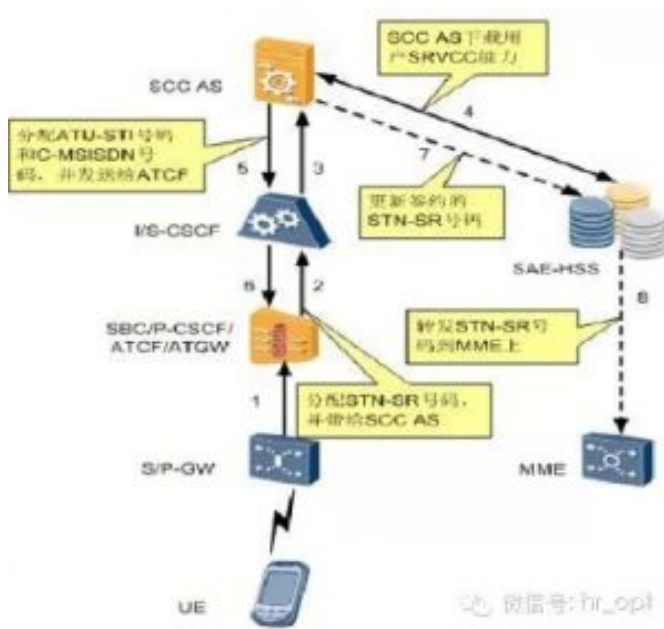 SCC AS下载用
户SRVCC能力
SCC AS
4
分配ATU-STI号码
和C-MSISDN号
码，并发送给ATCF
5
3
7
更新签约的
STN-SR号码
I/S-CSCF
SAE-HSS
6
2
8
SBC/P-CSCF/
ATCF/ATGW
转发STN-SR号
码到MME上
1
分配STN-SR号码，
并带给SCC AS
S/P-GW
MME
UE
微信号:hr_opt